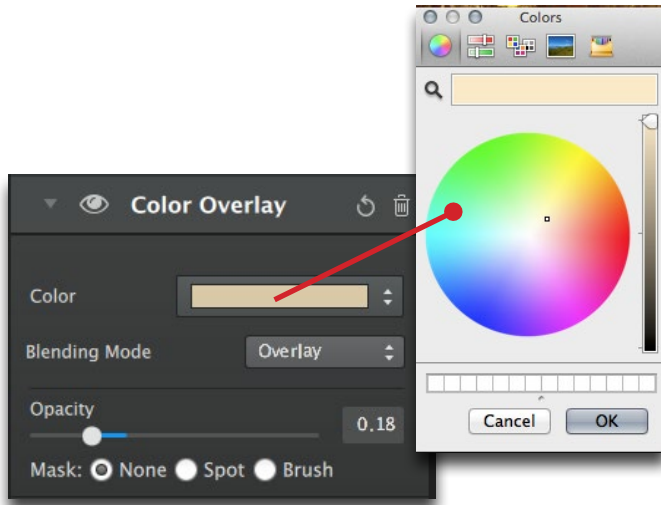 Colors
Color Overlay
Color
Blending Mode
Overlay
Opacity
0.18
Mask: None Spot Brush
Cancel
OK